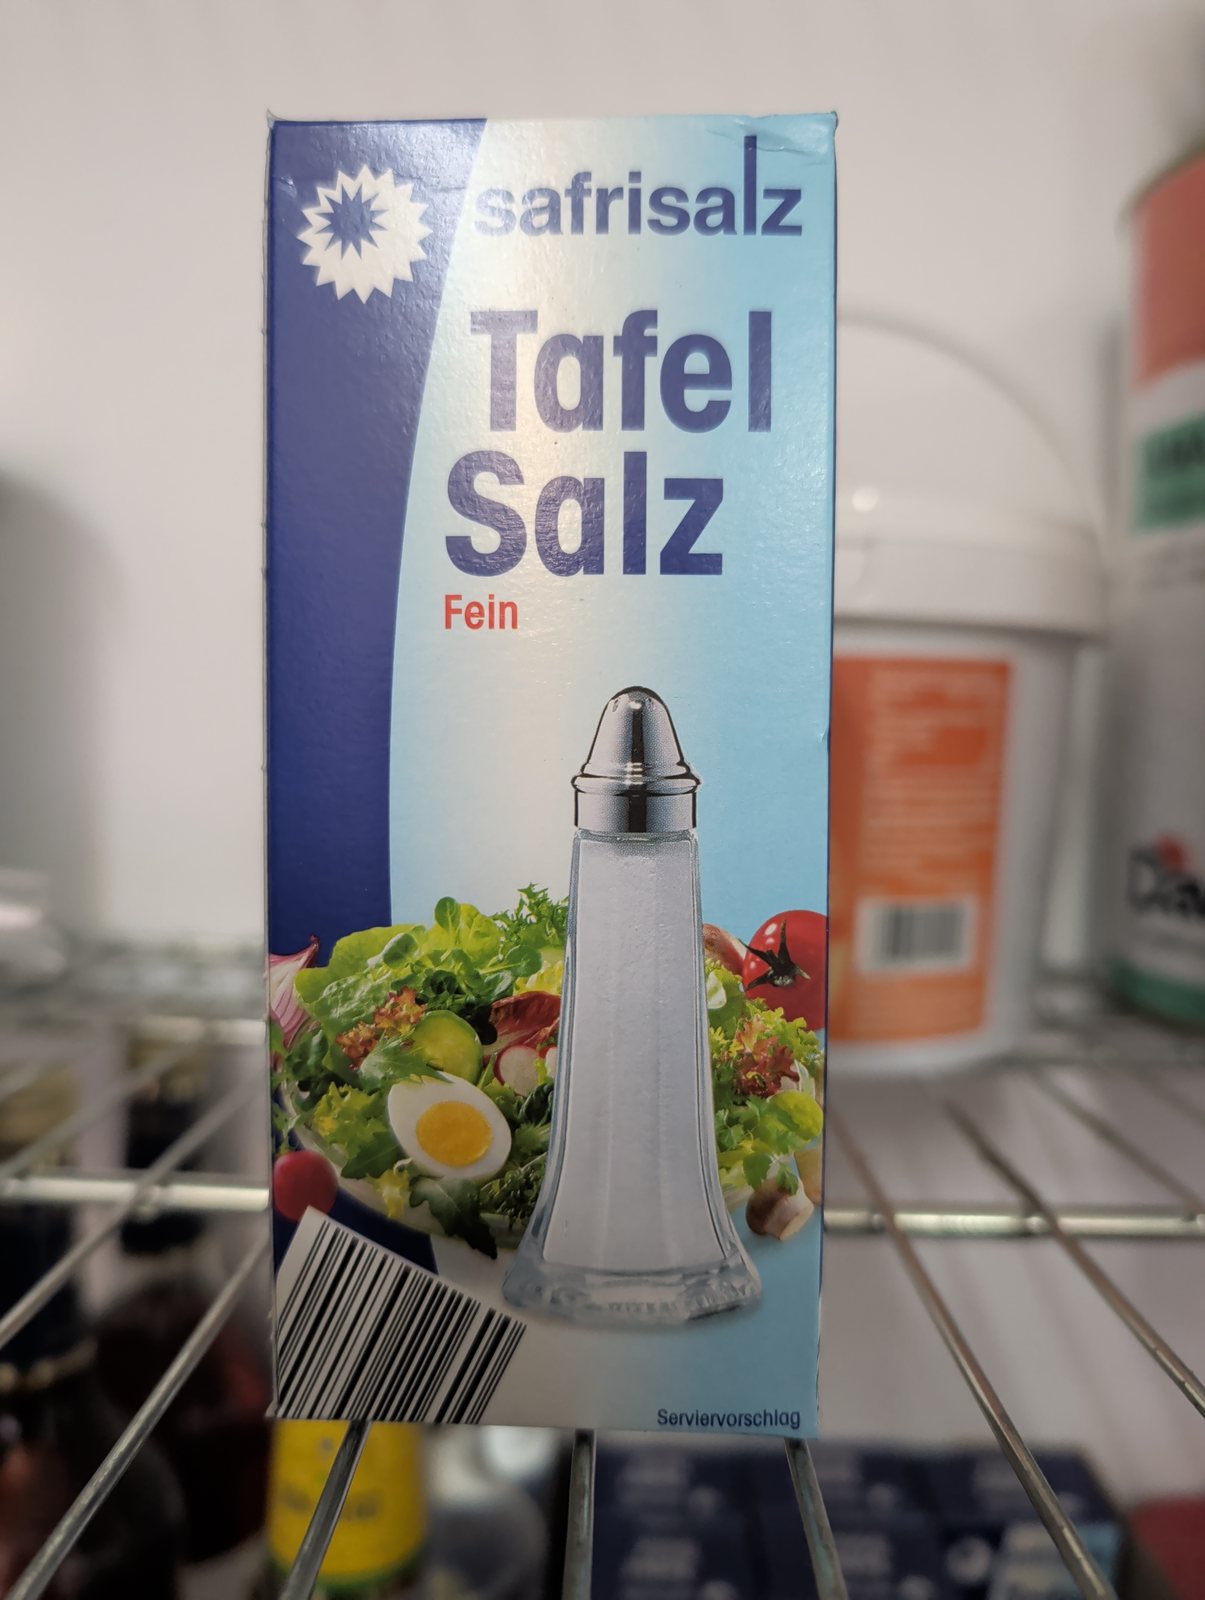 safrisalz
Tafel
Salz
Fein
Serviervorschlag